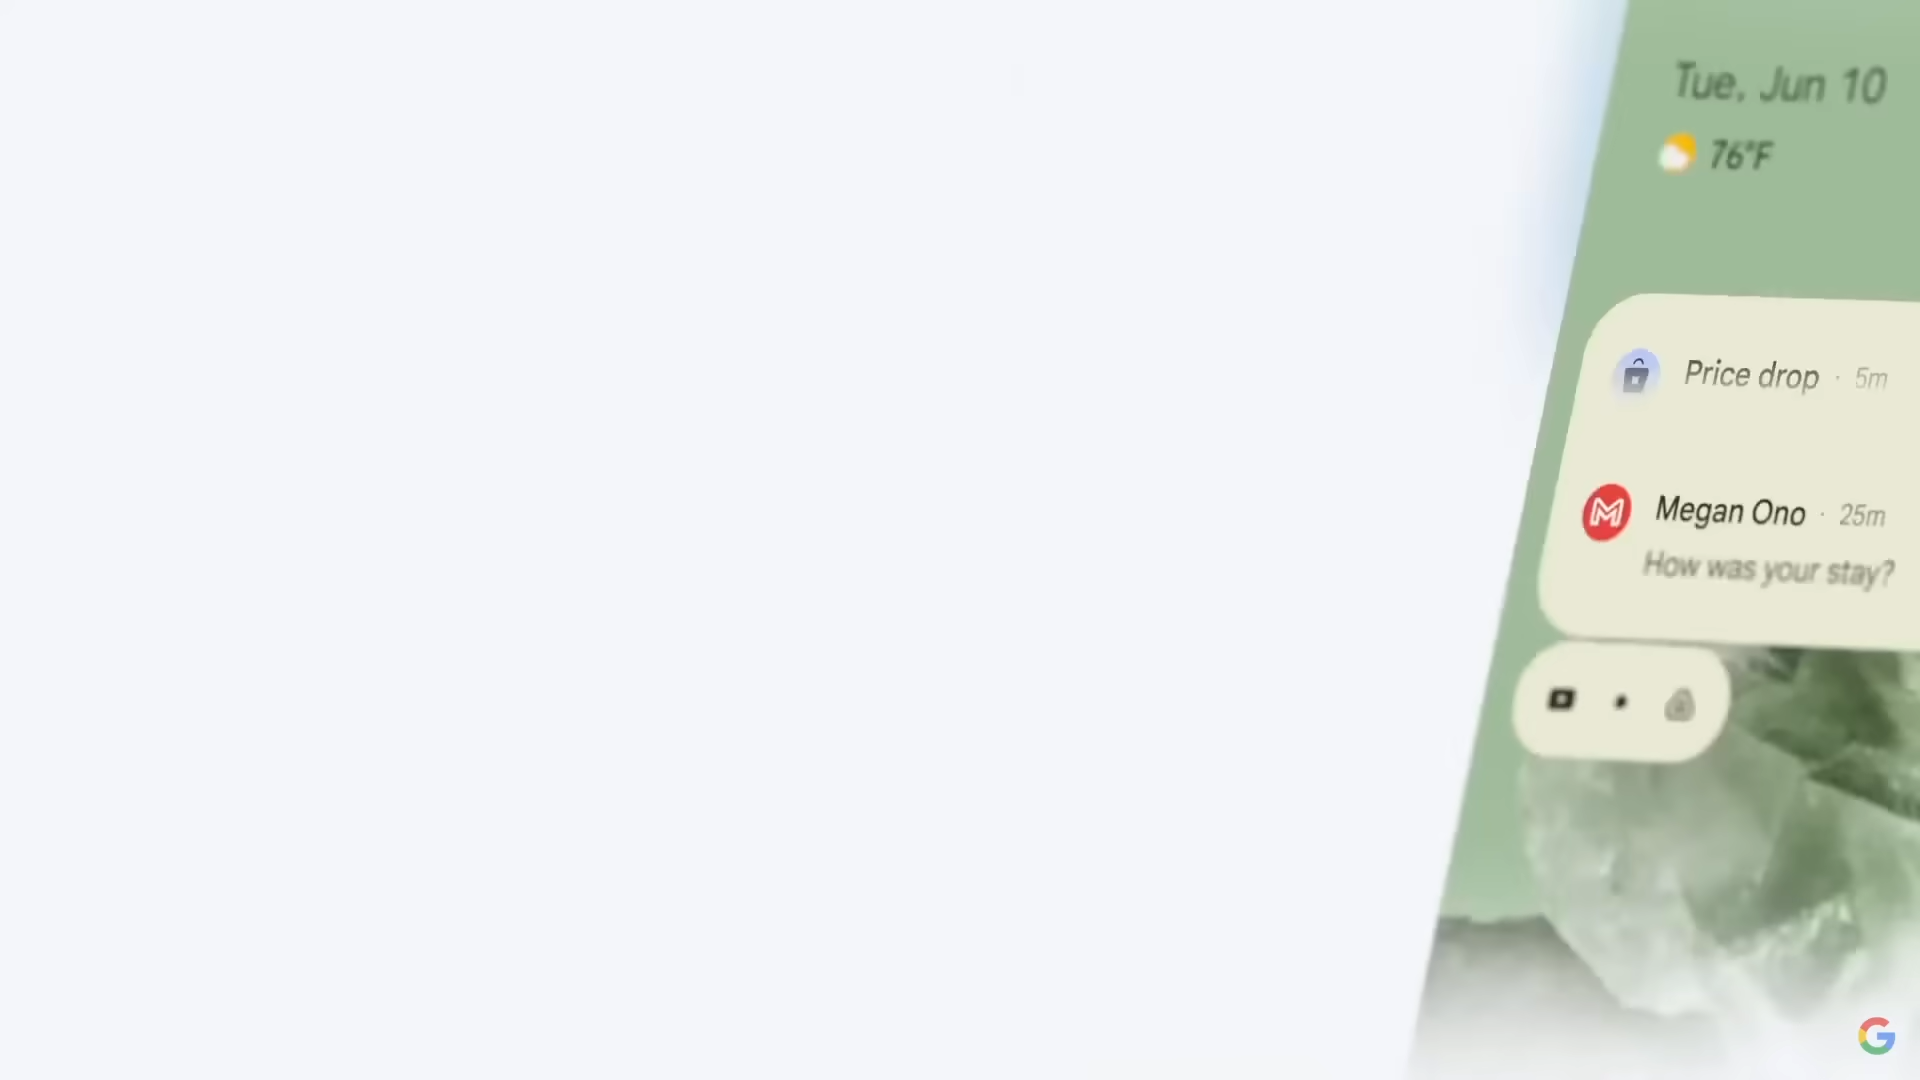 Tue, Jun 10
76°F
Price drop · 5m
Megan Ono · 25m
How was your stay?